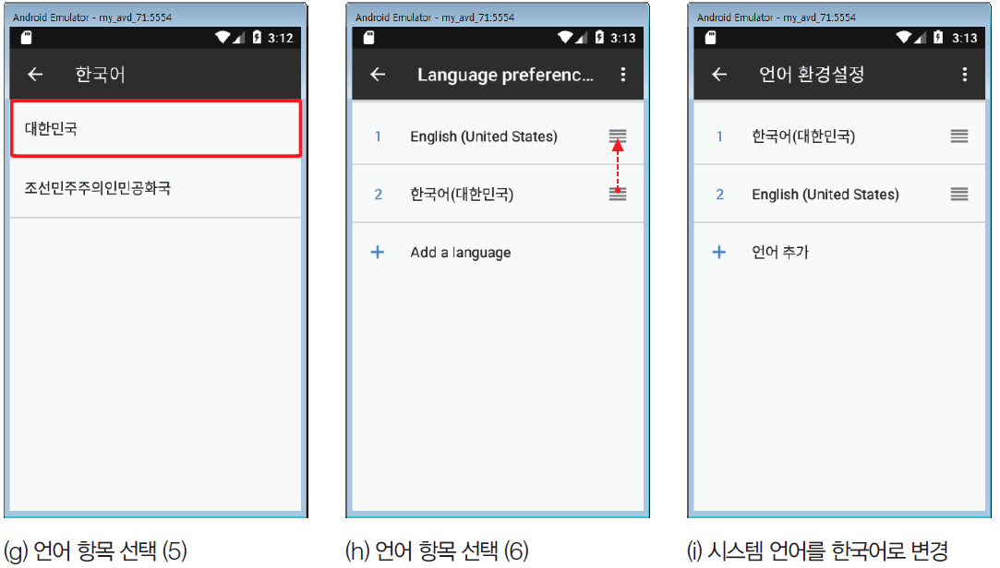 Android Emulator - my_avd_71:5554
3:12
한국어
대한민국
조선민주주의인민공화국
(g) 언어 항목 선택 (5)
Android Emulator - my_avd_71:5554
3:13
Language preferenc...
1 English (United States)
2 한국어(대한민국)
+ Add a language
(h) 언어 항목 선택 (6)
Android Emulator - my_avd_71:5554
3:13
언어 환경설정
1 한국어(대한민국)
2 English (United States)
+ 언어 추가
(i) 시스템 언어를 한국어로 변경